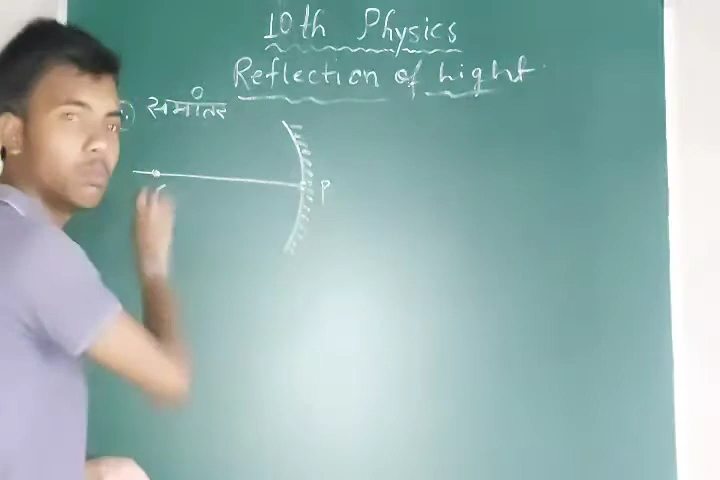 10th Physics
Reflection of Light
समांतर
P